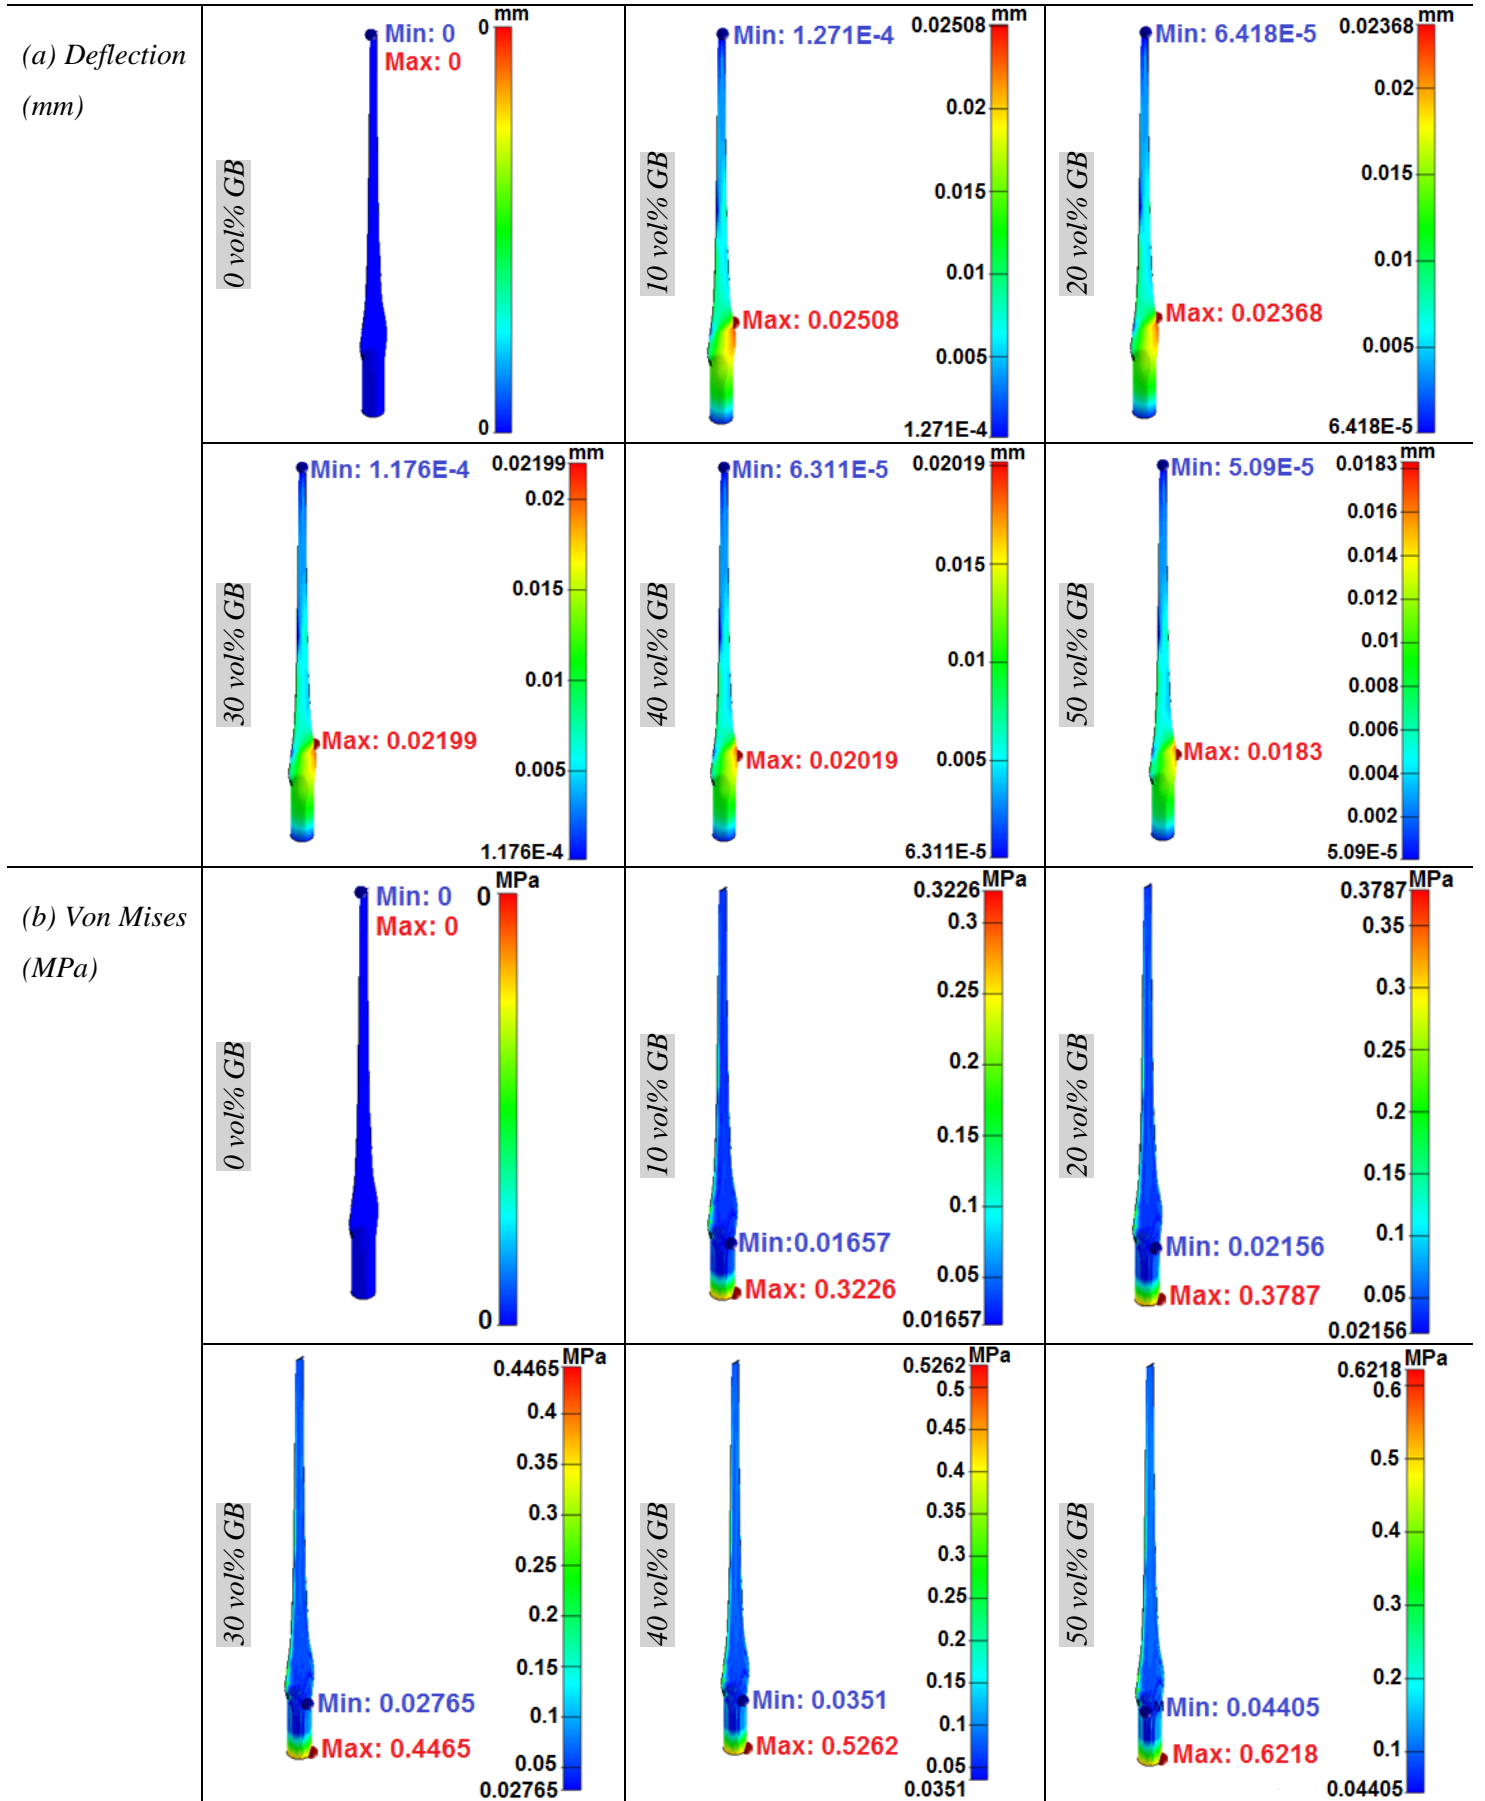 (a) Deflection
(mm)
0 vol% GB
Min: 0
Max: 0
mm
0
0
10 vol% GB
Min: 1.271E-4
Max: 0.02508
mm
0.02508
0.02
0.015
0.01
0.005
1.271E-4
20 vol% GB
Min: 6.418E-5
Max: 0.02368
mm
0.02368
0.02
0.015
0.01
0.005
6.418E-5
30 vol% GB
Min: 1.176E-4
Max: 0.02199
mm
0.02199
0.02
0.015
0.01
0.005
1.176E-4
40 vol% GB
Min: 6.311E-5
Max: 0.02019
mm
0.02019
0.015
0.01
0.005
6.311E-5
50 vol% GB
Min: 5.09E-5
Max: 0.0183
mm
0.0183
0.016
0.014
0.012
0.01
0.008
0.006
0.004
0.002
5.09E-5
(b) Von Mises
(MPa)
0 vol% GB
Min: 0
Max: 0
MPa
0
0
10 vol% GB
Min:0.01657
Max: 0.3226
MPa
0.3226
0.3
0.25
0.2
0.15
0.1
0.05
0.01657
20 vol% GB
Min: 0.02156
Max: 0.3787
MPa
0.3787
0.35
0.3
0.25
0.2
0.15
0.1
0.05
0.02156
30 vol% GB
Min: 0.02765
Max: 0.4465
MPa
0.4465
0.4
0.35
0.3
0.25
0.2
0.15
0.1
0.05
0.02765
40 vol% GB
Min: 0.0351
Max: 0.5262
MPa
0.5262
0.5
0.45
0.4
0.35
0.3
0.25
0.2
0.15
0.1
0.05
0.0351
50 vol% GB
Min: 0.04405
Max: 0.6218
MPa
0.6218
0.6
0.5
0.4
0.3
0.2
0.1
0.04405